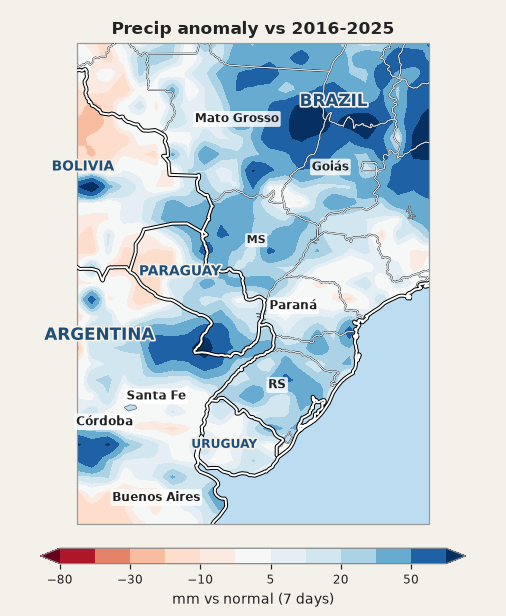 Precip anomaly vs 2016-2025
BRAZIL
Mato Grosso
BOLIVIA
Goiás
MS
PARAGUAY
Paraná
ARGENTINA
RS
Santa Fe
Córdoba
URUGUAY
Buenos Aires
−80 −30 −10 5 20 50
mm vs normal (7 days)